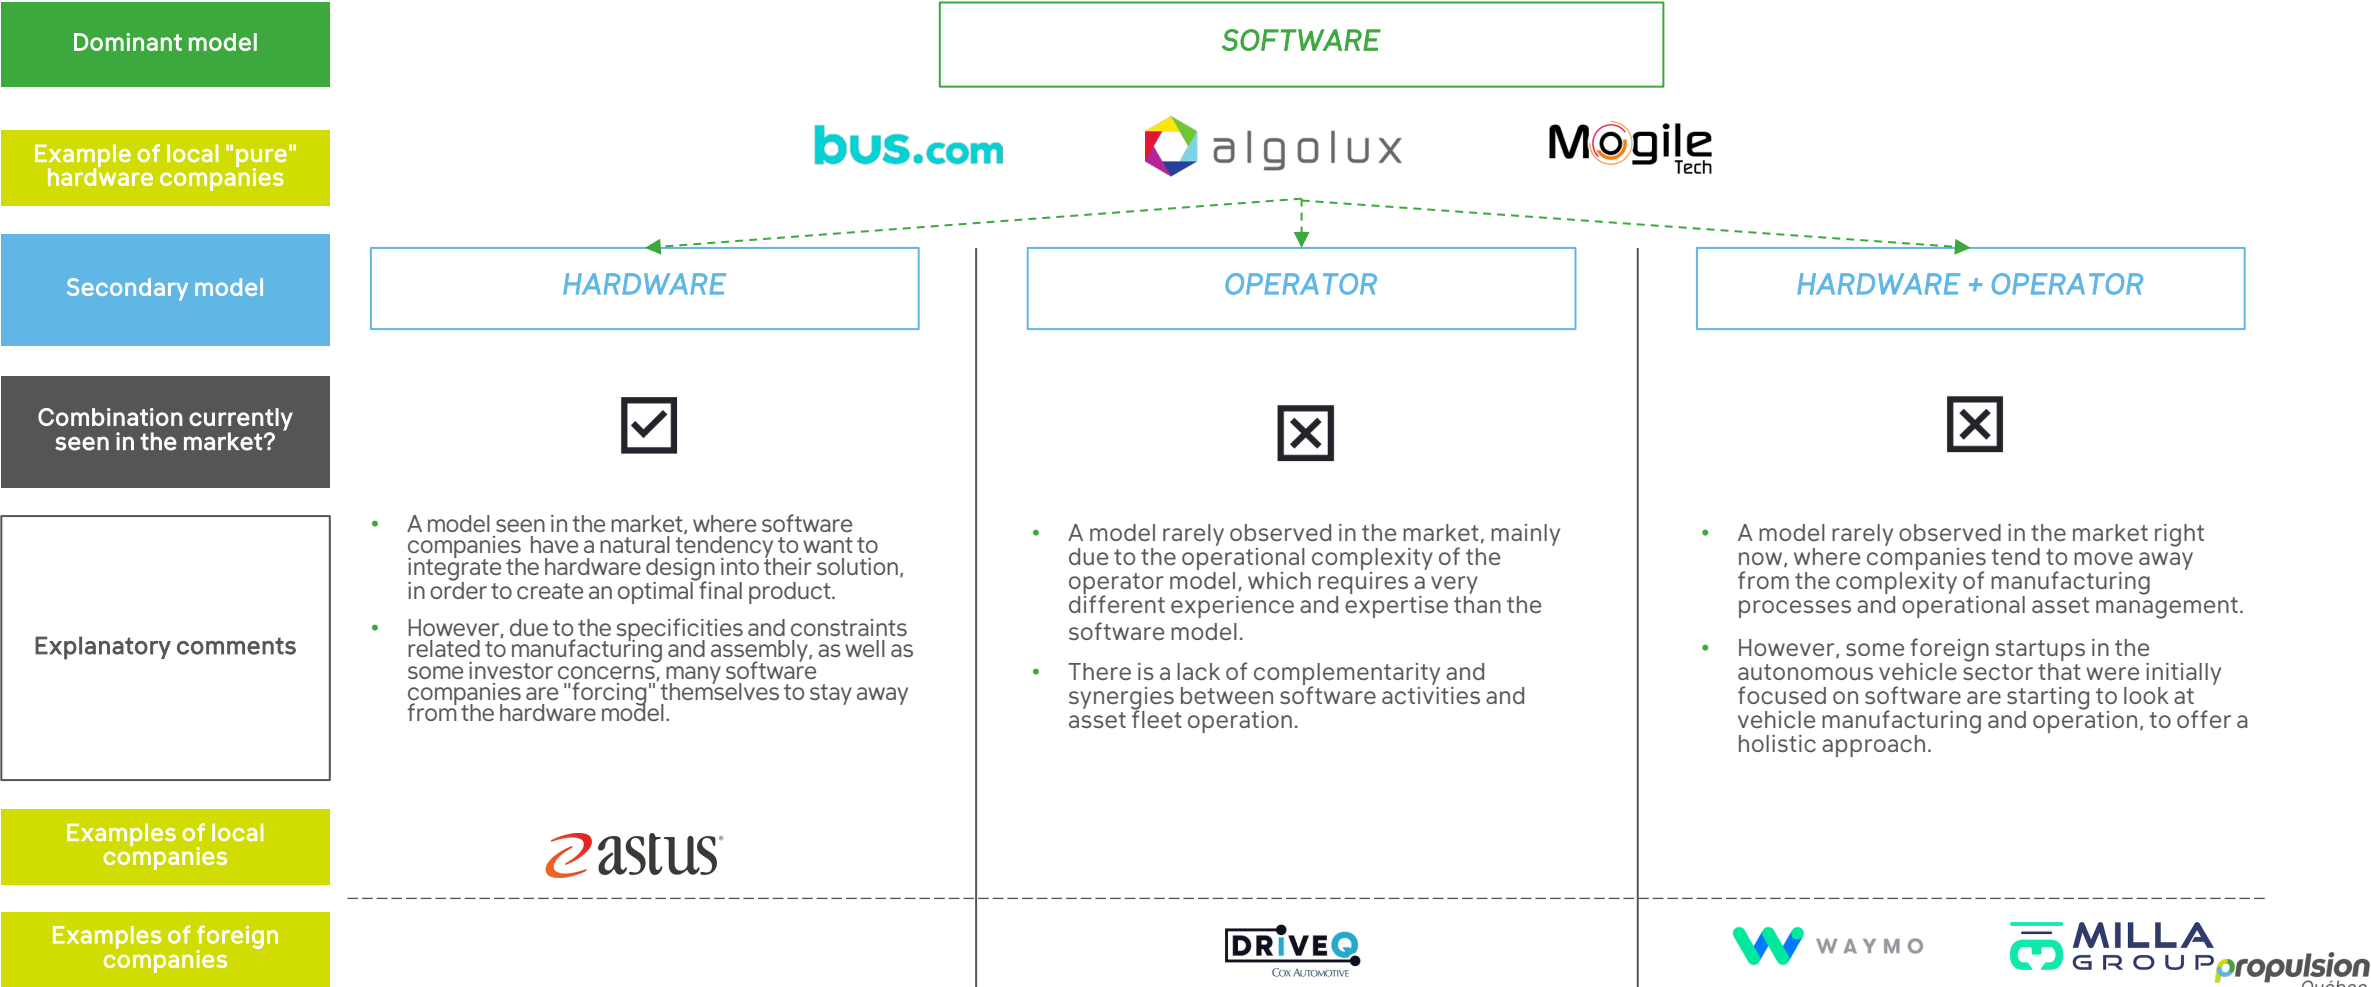 Dominant model
SOFTWARE
Example of local "pure"
hardware companies
bus.com
algolux
Mogile
Tech
Secondary model
HARDWARE
OPERATOR
HARDWARE + OPERATOR
Combination currently
seen in the market?
Explanatory comments
• A model seen in the market, where software
companies have a natural tendency to want to
integrate the hardware design into their solution,
in order to create an optimal final product.
• However, due to the specificities and constraints
related to manufacturing and assembly, as well as
some investor concerns, many software
companies are "forcing" themselves to stay away
from the hardware model.
• A model rarely observed in the market, mainly
due to the operational complexity of the
operator model, which requires a very
different experience and expertise than the
software model.
• There is a lack of complementarity and
synergies between software activities and
asset fleet operation.
• A model rarely observed in the market right
now, where companies tend to move away
from the complexity of manufacturing
processes and operational asset management.
• However, some foreign startups in the
autonomous vehicle sector that were initially
focused on software are starting to look at
vehicle manufacturing and operation, to offer a
holistic approach.
Examples of local
companies
astus®
Examples of foreign
companies
DRIVEQ
COX AUTOMOTIVE
WAYMO
MILLA
GROUP
propulsion
Québec